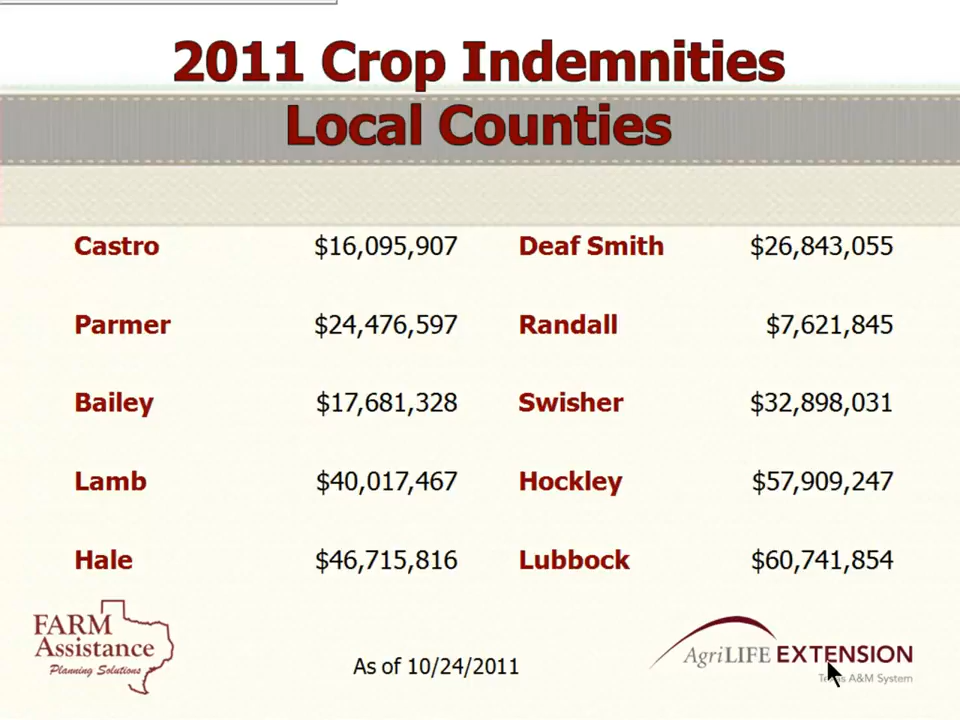 2011 Crop Indemnities
Local Counties
Castro $16,095,907 Deaf Smith $26,843,055
Parmer $24,476,597 Randall $7,621,845
Bailey $17,681,328 Swisher $32,898,031
Lamb $40,017,467 Hockley $57,909,247
Hale $46,715,816 Lubbock $60,741,854
FARM
Assistance
Planning Solutions
As of 10/24/2011
AgriLIFE EXTENSION
Texas A&M System